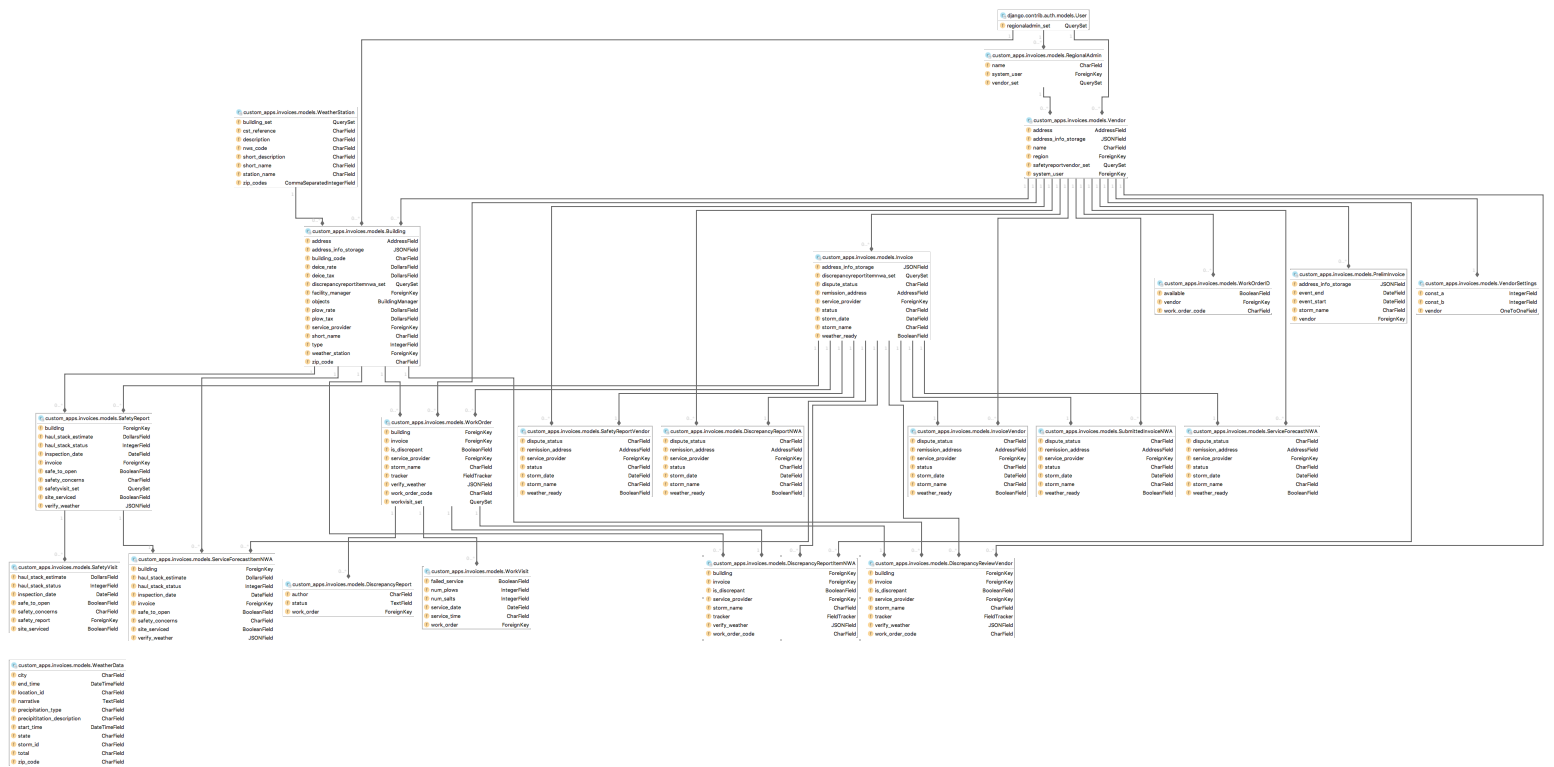 django.contrib.auth.models.User
regionaladmin_set QuerySet
custom_apps.invoices.models.RegionalAdmin
name CharField
system_user ForeignKey
vendor_set QuerySet
custom_apps.invoices.models.WeatherStation
building_set QuerySet
cst_reference CharField
description CharField
nws_code CharField
short_description CharField
short_name CharField
station_name CharField
zip_codes CommaSeparatedIntegerField
custom_apps.invoices.models.Vendor
address AddressField
address_info_storage JSONField
name CharField
region ForeignKey
safetyreportvendor_set QuerySet
system_user ForeignKey
custom_apps.invoices.models.Building
address AddressField
address_info_storage JSONField
building_code CharField
deice_rate DollarsField
deice_tax DollarsField
discrepancyreportitemnwa_set QuerySet
facility_manager ForeignKey
objects BuildingManager
plow_rate DollarsField
plow_tax DollarsField
service_provider ForeignKey
short_name CharField
type IntegerField
weather_station ForeignKey
zip_code CharField
custom_apps.invoices.models.Invoice
address_info_storage JSONField
discrepancyreportitemnwa_set QuerySet
dispute_status CharField
remission_address AddressField
service_provider ForeignKey
status CharField
storm_date DateField
storm_name CharField
weather_ready BooleanField
custom_apps.invoices.models.WorkOrderID
available BooleanField
vendor ForeignKey
work_order_code CharField
custom_apps.invoices.models.PrelimInvoice
address_info_storage JSONField
event_end DateField
event_start DateField
storm_name CharField
vendor ForeignKey
custom_apps.invoices.models.VendorSettings
const_a IntegerField
const_b IntegerField
vendor OneToOneField
custom_apps.invoices.models.SafetyReport
building ForeignKey
haul_stack_estimate DollarsField
haul_stack_status IntegerField
inspection_date DateField
invoice ForeignKey
safe_to_open BooleanField
safety_concerns CharField
safetyvisit_set QuerySet
site_serviced BooleanField
verify_weather JSONField
custom_apps.invoices.models.WorkOrder
building ForeignKey
invoice ForeignKey
is_discrepant BooleanField
service_provider ForeignKey
storm_name CharField
tracker FieldTracker
verify_weather JSONField
work_order_code CharField
workvisit_set QuerySet
custom_apps.invoices.models.SafetyReportVendor
dispute_status CharField
remission_address AddressField
service_provider ForeignKey
status CharField
storm_date DateField
storm_name CharField
weather_ready BooleanField
custom_apps.invoices.models.DiscrepancyReportNWA
dispute_status CharField
remission_address AddressField
service_provider ForeignKey
status CharField
storm_date DateField
storm_name CharField
weather_ready BooleanField
custom_apps.invoices.models.InvoiceVendor
dispute_status CharField
remission_address AddressField
service_provider ForeignKey
status CharField
storm_date DateField
storm_name CharField
weather_ready BooleanField
custom_apps.invoices.models.SubmittedInvoiceNWA
dispute_status CharField
remission_address AddressField
service_provider ForeignKey
status CharField
storm_date DateField
storm_name CharField
weather_ready BooleanField
custom_apps.invoices.models.ServiceForecastNWA
dispute_status CharField
remission_address AddressField
service_provider ForeignKey
status CharField
storm_date DateField
storm_name CharField
weather_ready BooleanField
custom_apps.invoices.models.SafetyVisit
haul_stack_estimate DollarsField
haul_stack_status IntegerField
inspection_date DateField
safe_to_open BooleanField
safety_concerns CharField
safety_report ForeignKey
site_serviced BooleanField
custom_apps.invoices.models.ServiceForecastItemNWA
building ForeignKey
haul_stack_estimate DollarsField
haul_stack_status IntegerField
inspection_date DateField
invoice ForeignKey
safe_to_open BooleanField
safety_concerns CharField
site_serviced BooleanField
verify_weather JSONField
custom_apps.invoices.models.DiscrepancyReport
author CharField
status TextField
work_order ForeignKey
custom_apps.invoices.models.WorkVisit
failed_service BooleanField
num_plows IntegerField
num_salts IntegerField
service_date DateField
service_time CharField
work_order ForeignKey
custom_apps.invoices.models.DiscrepancyReportItemNWA
building ForeignKey
invoice ForeignKey
is_discrepant BooleanField
service_provider ForeignKey
storm_name CharField
tracker FieldTracker
verify_weather JSONField
work_order_code CharField
custom_apps.invoices.models.DiscrepancyReviewVendor
building ForeignKey
invoice ForeignKey
is_discrepant BooleanField
service_provider ForeignKey
storm_name CharField
tracker FieldTracker
verify_weather JSONField
work_order_code CharField
custom_apps.invoices.models.WeatherData
city CharField
end_time DateTimeField
location_id CharField
narrative TextField
precipitation_type CharField
precipititation_description CharField
start_time DateTimeField
state CharField
storm_id CharField
total CharField
zip_code CharField